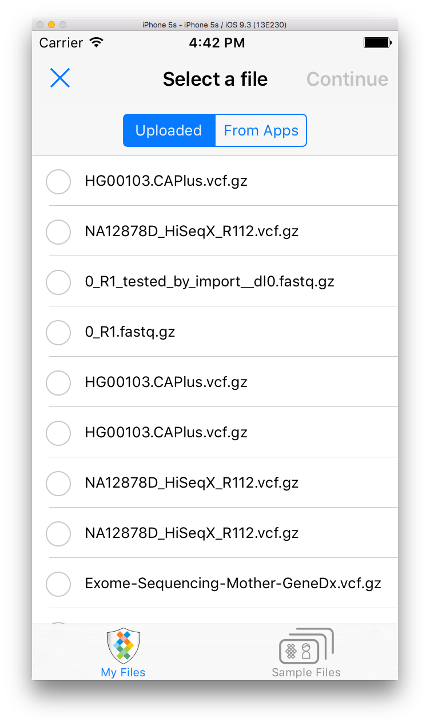 iPhone 5s - iPhone 5s / iOS 9.3 (13E230)
Carrier 4:42 PM
Select a file Continue
Uploaded From Apps
HG00103.CAPlus.vcf.gz
NA12878D_HiSeqX_R112.vcf.gz
0_R1_tested_by_import__dl0.fastq.gz
0_R1.fastq.gz
HG00103.CAPlus.vcf.gz
HG00103.CAPlus.vcf.gz
NA12878D_HiSeqX_R112.vcf.gz
NA12878D_HiSeqX_R112.vcf.gz
Exome-Sequencing-Mother-GeneDx.vcf.gz
My Files Sample Files